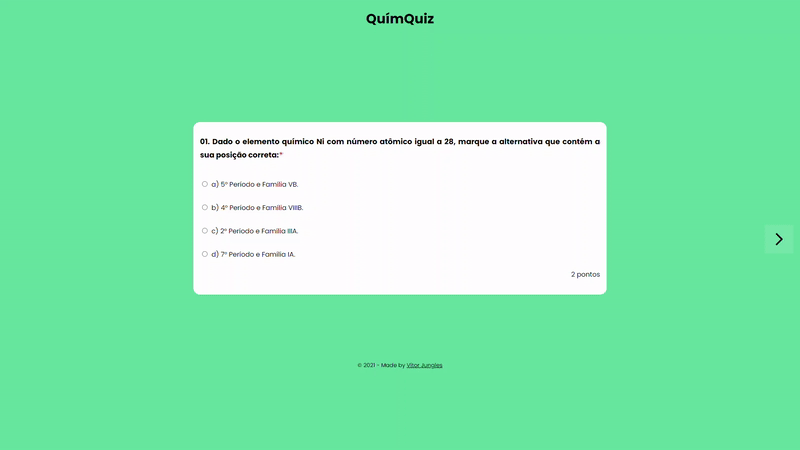 QuímQuiz
01. Dado o elemento químico Ni com número atômico igual a 28, marque a alternativa que contém a
sua posição correta:*
a) 5º Período e Família VB.
b) 4º Período e Família VIIIB.
c) 2º Período e Família IIIA.
d) 7º Período e Família IA.
2 pontos
© 2021 - Made by Vitor Jungles